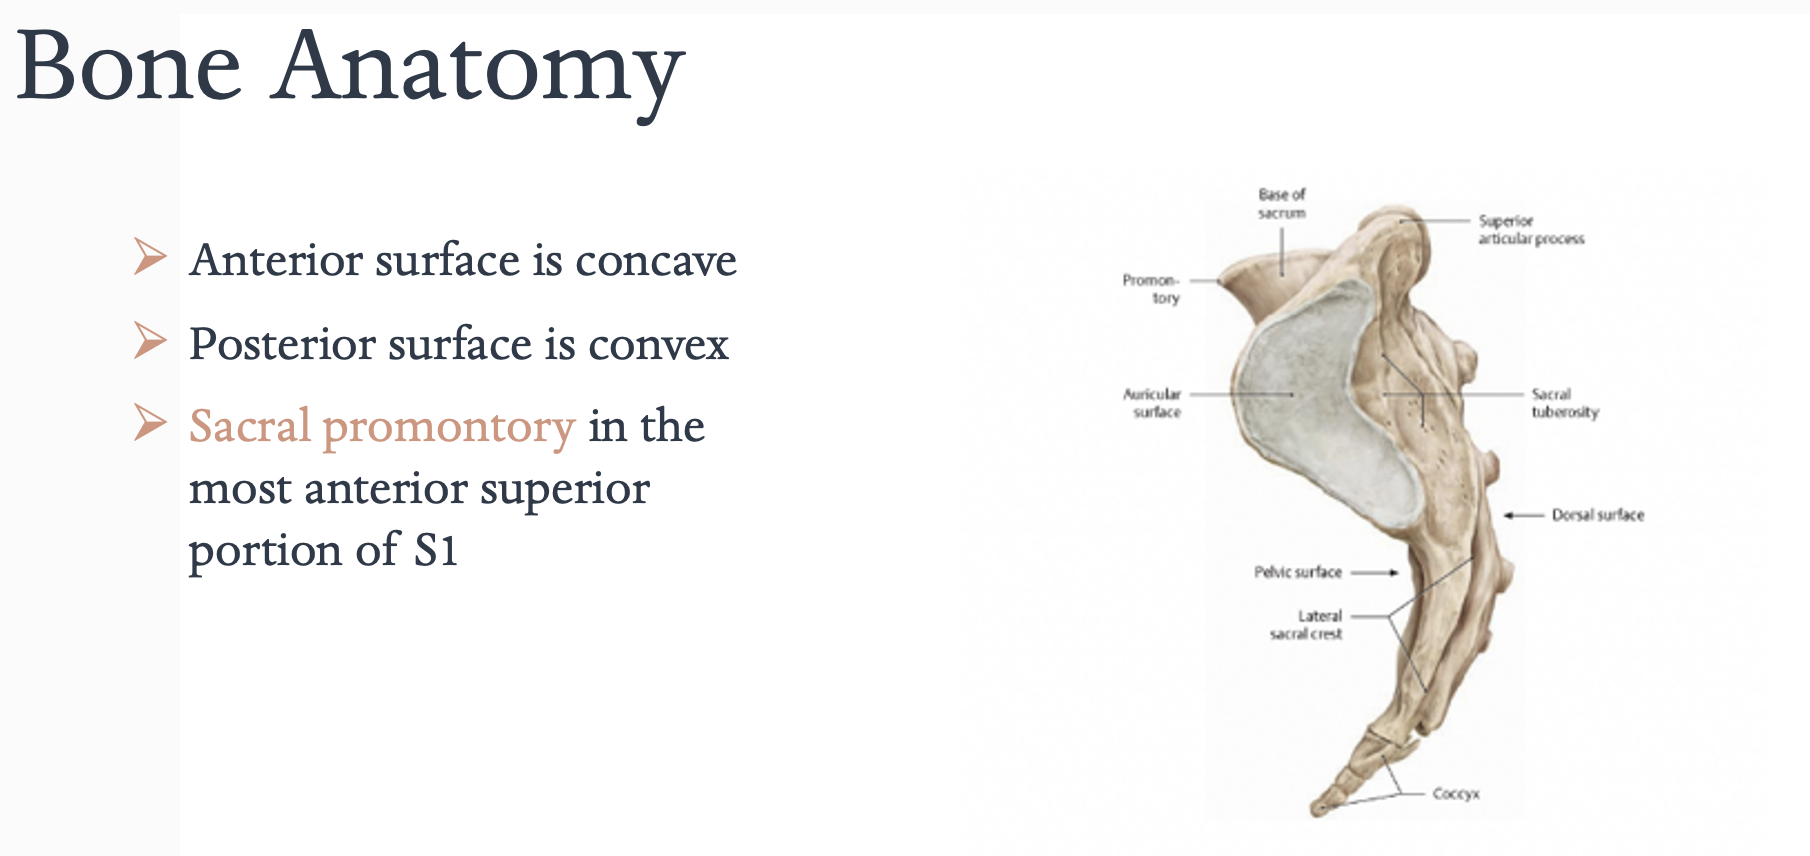 Bone Anatomy
Anterior surface is concave
Posterior surface is convex
Sacral promontory in the
most anterior superior
portion of S1
Base of
sacrum
Superior
articular process
Promon-
tory
Auricular
surface
Sacral
tuberosity
Dorsal surface
Pelvic surface
Lateral
sacral crest
Coccyx